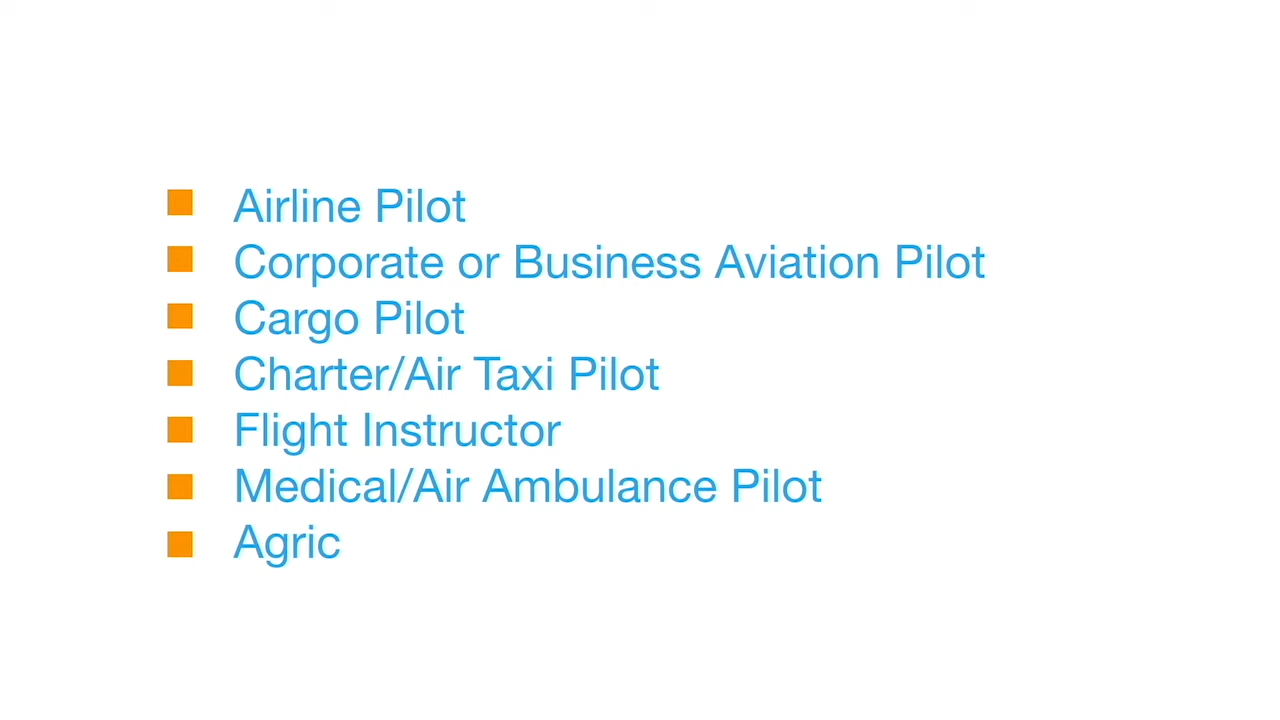 Airline Pilot
Corporate or Business Aviation Pilot
Cargo Pilot
Charter/Air Taxi Pilot
Flight Instructor
Medical/Air Ambulance Pilot
Agric